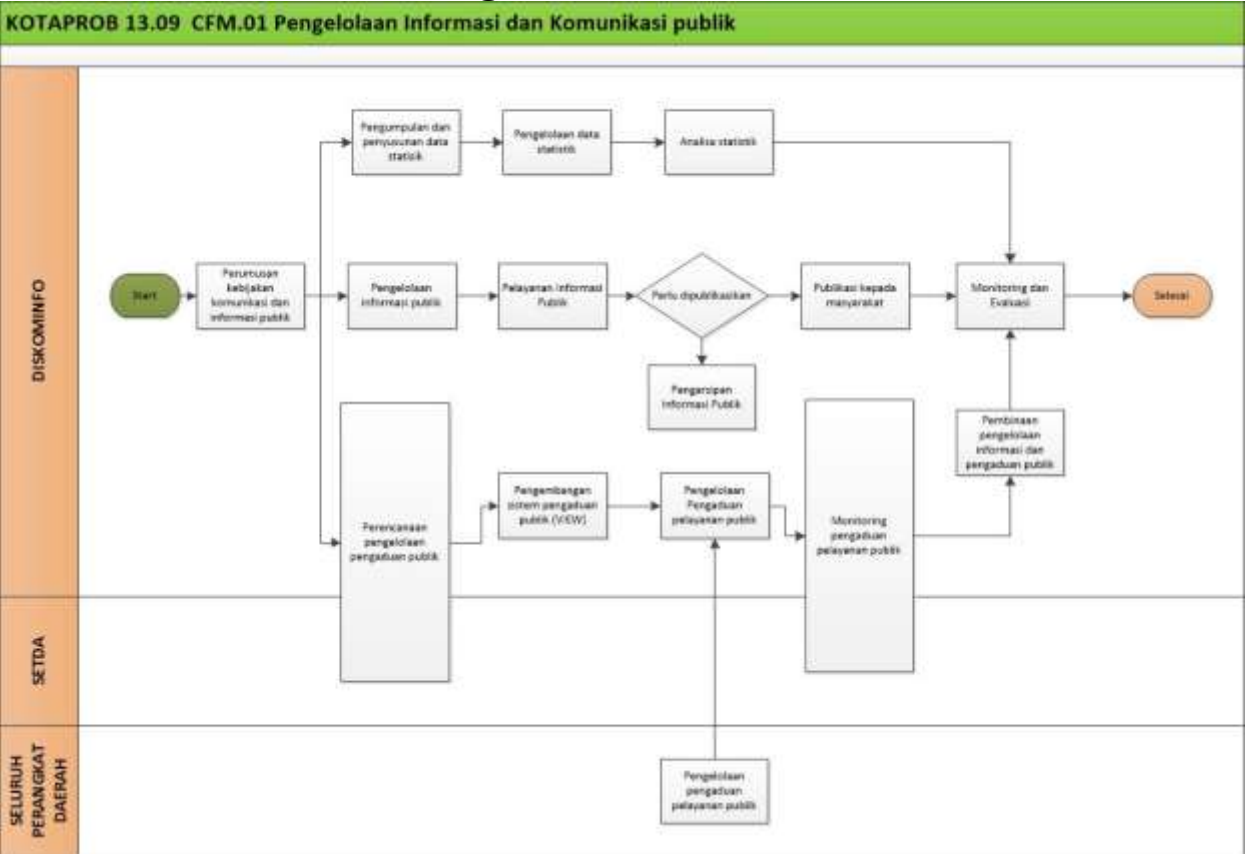 KOTAPROB 13.09 CFM.01 Pengelolaan Informasi dan Komunikasi publik
DISKOMINFO
Pengumpulan dan
penyusunan data
statisik
Pengelolaan data
statistik
Analisa statistik
Start
Perumusan
kebijakan
komunikasi dan
informasi publik
Pengelolaan
informasi publik
Pelayanan Informasi
Publik
Perlu dipublikasikan
Publikasi kepada
masyarakat
Monitoring dan
Evaluasi
Selesai
Pengarsipan
Informasi Publik
Perencanaan
pengelolaan
pengaduan publik
Pengembangan
sistem pengaduan
publik (VIEW)
Pengelolaan
Pengaduan
pelayanan publik
Monitoring
pengaduan
pelayanan publik
Pembinaan
pengelolaan
informasi dan
pengaduan publik
SETDA
SELURUH
PERANGKAT
DAERAH
Pengelolaan
pengaduan
pelayanan publik